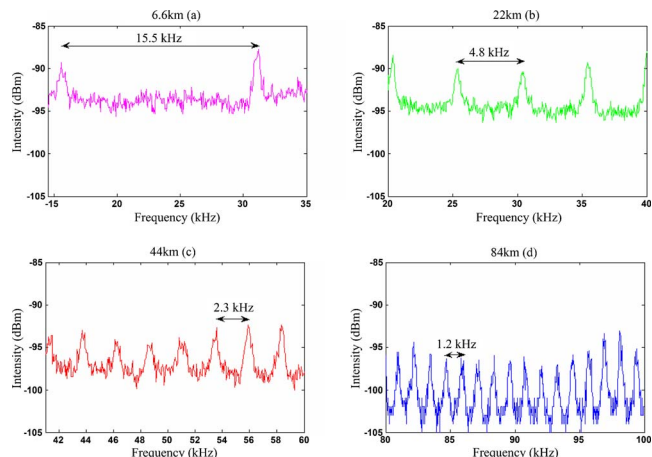 6.6km (a)
15.5 kHz
-85
-90
-95
-100
-105
Intensity (dBm)
-14.5
20
25
30
35
Frequency (kHz)
22km (b)
4.8 kHz
-85
-90
-95
-100
-105
Intensity (dBm)
20
25
30
35
40
Frequency (kHz)
44km (c)
2.3 kHz
-85
-90
-95
-100
-105
Intensity (dBm)
42
44
46
48
50
52
54
56
58
60
Frequency (kHz)
84km (d)
1.2 kHz
-85
-90
-95
-100
-105
Intensity (dBm)
80
85
90
95
100
Frequency (kHz)